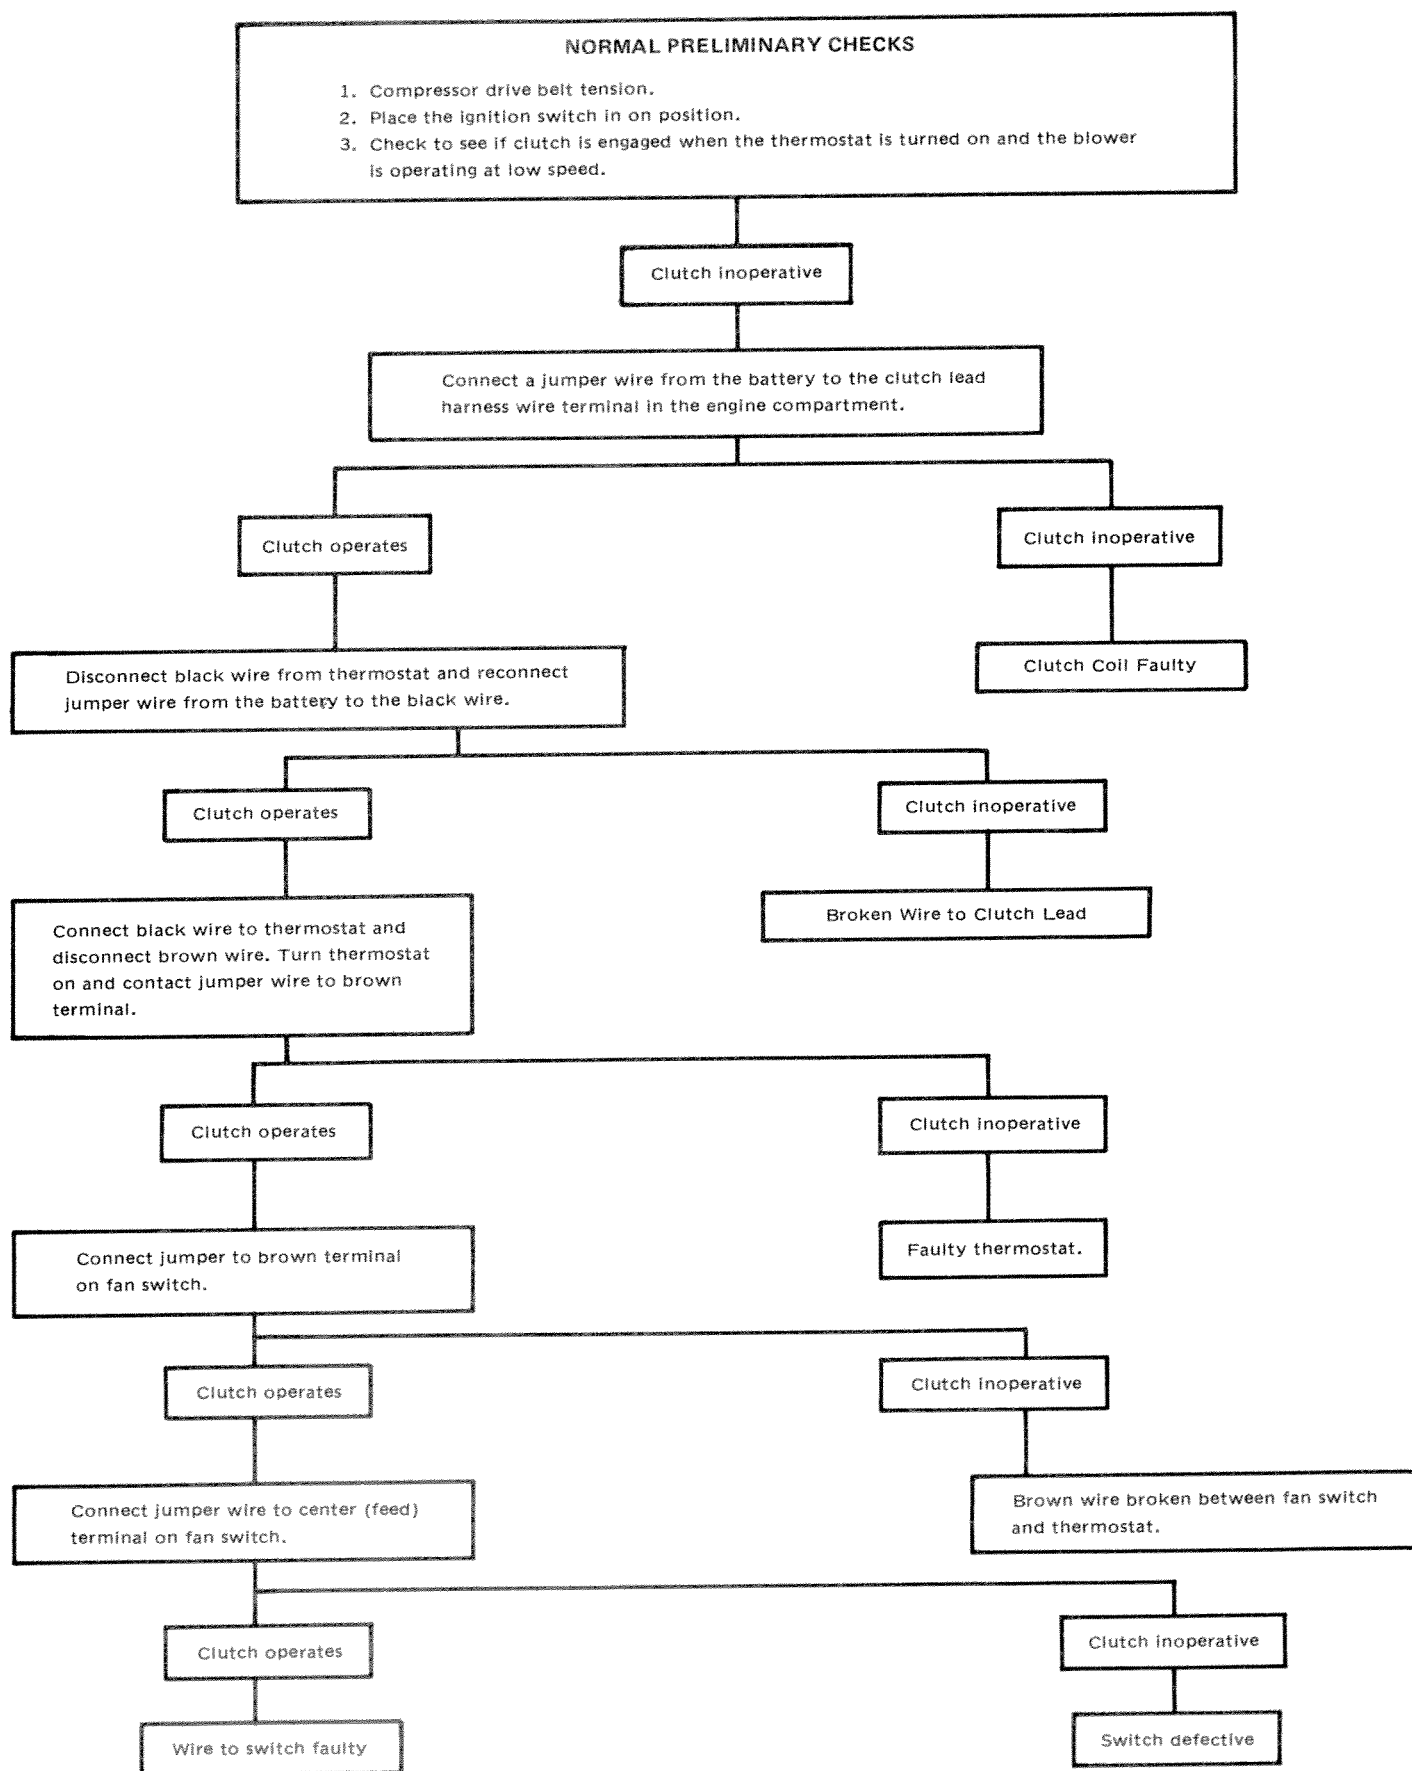 NORMAL PRELIMINARY CHECKS
1. Compressor drive belt tension.
2. Place the ignition switch in on position.
3. Check to see if clutch is engaged when the thermostat is turned on and the blower
is operating at low speed.
Clutch inoperative
Connect a jumper wire from the battery to the clutch lead
harness wire terminal in the engine compartment.
Clutch operates
Clutch inoperative
Disconnect black wire from thermostat and reconnect
jumper wire from the battery to the black wire.
Clutch Coil Faulty
Clutch operates
Clutch inoperative
Connect black wire to thermostat and
disconnect brown wire. Turn thermostat
on and contact jumper wire to brown
terminal.
Broken Wire to Clutch Lead
Clutch operates
Clutch inoperative
Connect jumper to brown terminal
on fan switch.
Faulty thermostat.
Clutch operates
Clutch inoperative
Connect jumper wire to center (feed)
terminal on fan switch.
Brown wire broken between fan switch
and thermostat.
Clutch operates
Clutch inoperative
Wire to switch faulty
Switch defective